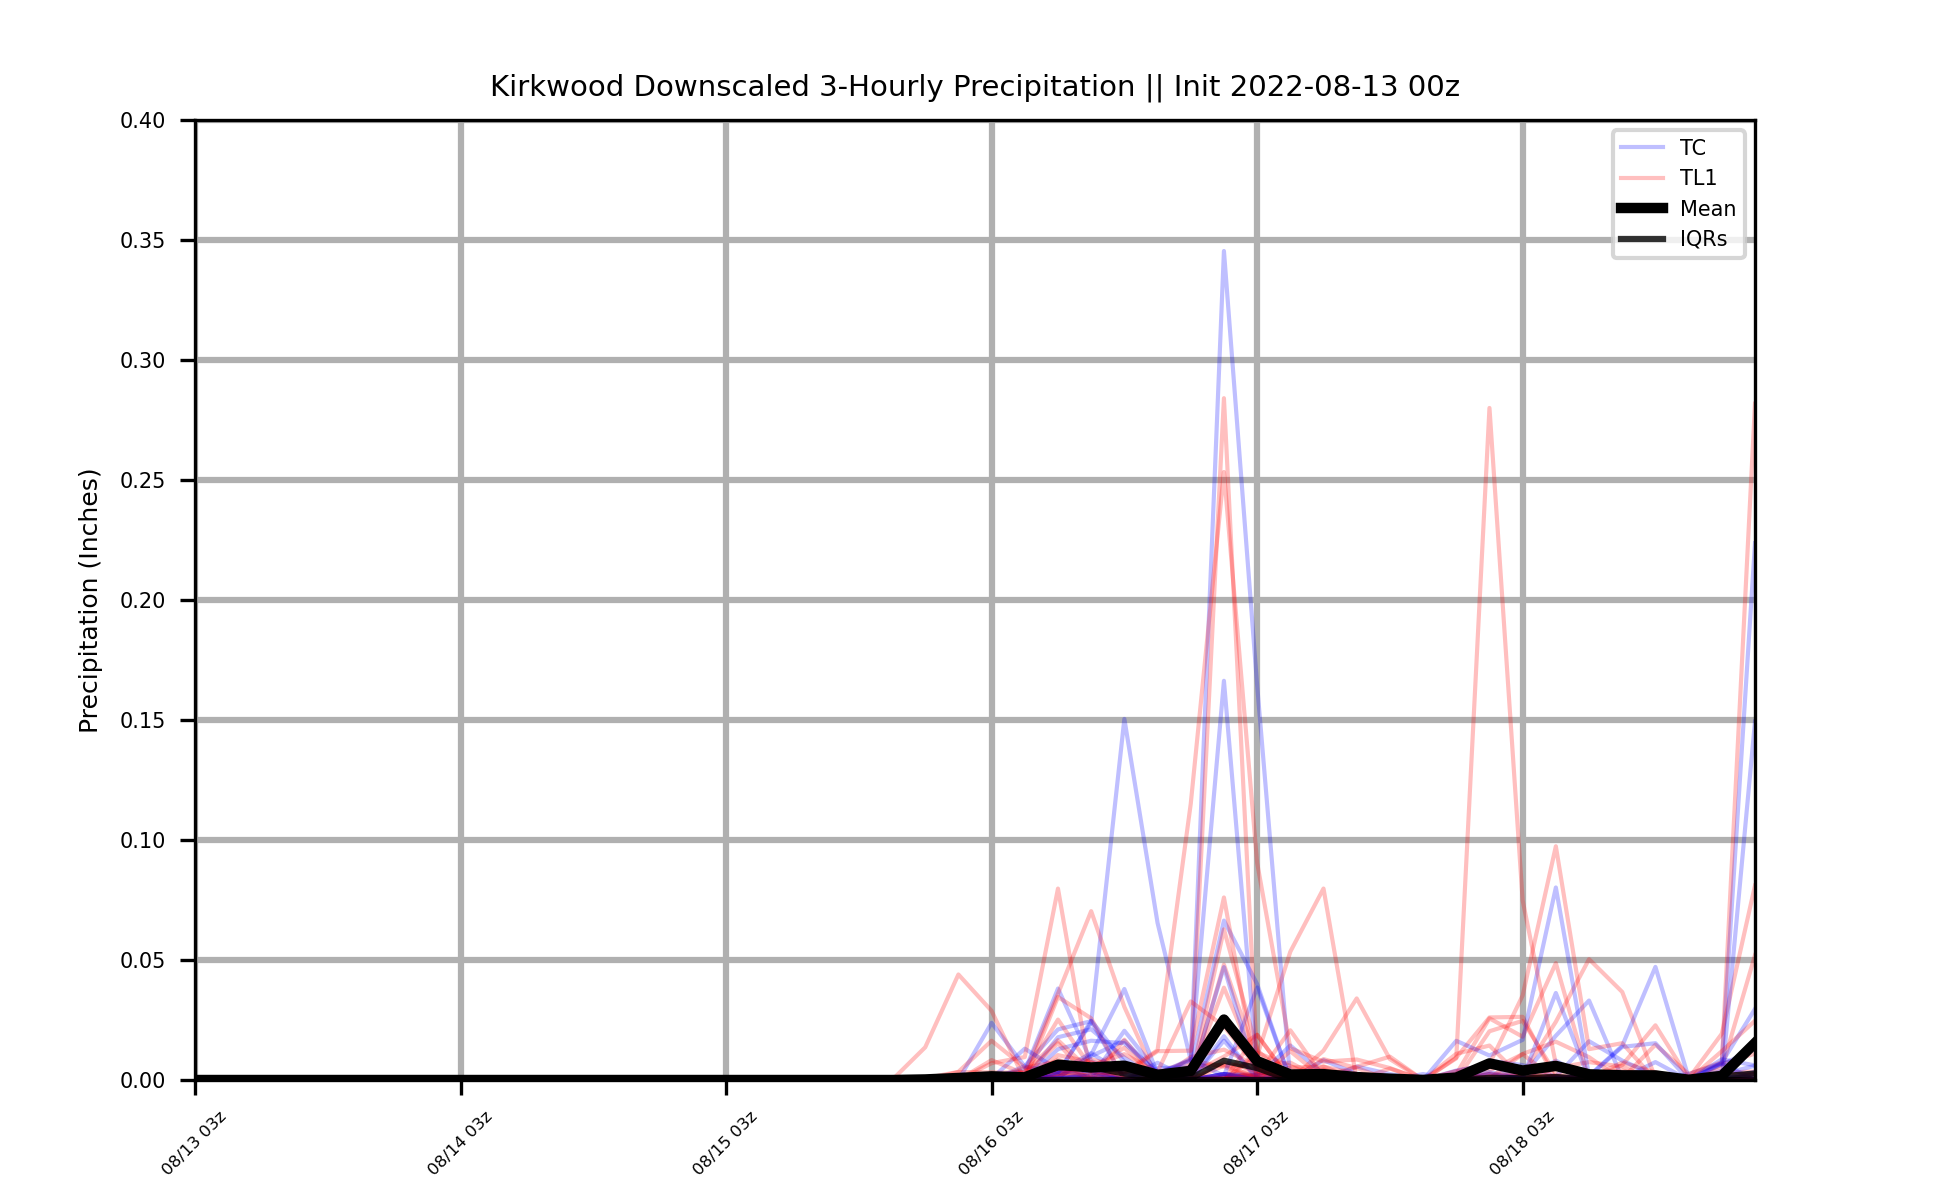 Kirkwood Downscaled 3-Hourly Precipitation || Init 2022-08-13 00z
0.40
0.35
0.30
0.25
0.20
0.15
0.10
0.05
0.00
Precipitation (Inches)
TC
TL1
Mean
IQRs
08/13 03z
08/14 03z
08/15 03z
08/16 03z
08/17 03z
08/18 03z